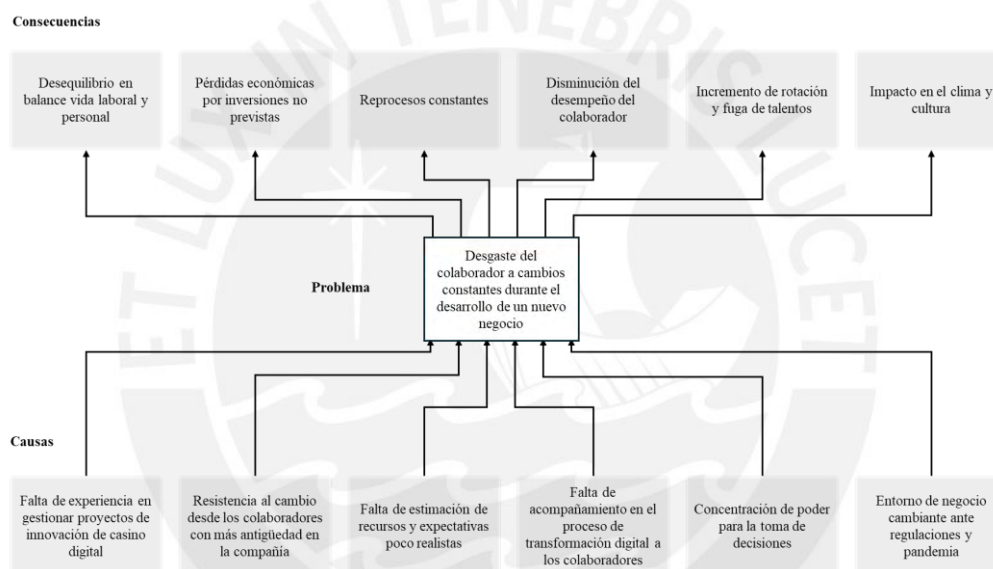 Consecuencias
Desequilibrio en
balance vida laboral y
personal
Pérdidas económicas
por inversiones no
previstas
Reprocesos constantes
Disminución del
desempeño del
colaborador
Incremento de rotación
y fuga de talentos
Impacto en el clima y
cultura
Problema
Desgaste del
colaborador a cambios
constantes durante el
desarrollo de un nuevo
negocio
Causas
Falta de experiencia en
gestionar proyectos de
innovación de casino
digital
Resistencia al cambio
desde los colaboradores
con más antigüedad en
la compañía
Falta de estimación de
recursos y expectativas
poco realistas
Falta de
acompañamiento en el
proceso de
transformación digital a
los colaboradores
Concentración de poder
para la toma de
decisiones
Entorno de negocio
cambiante ante
regulaciones y
pandemia
ET LUX IN TENEBRIS LUCET